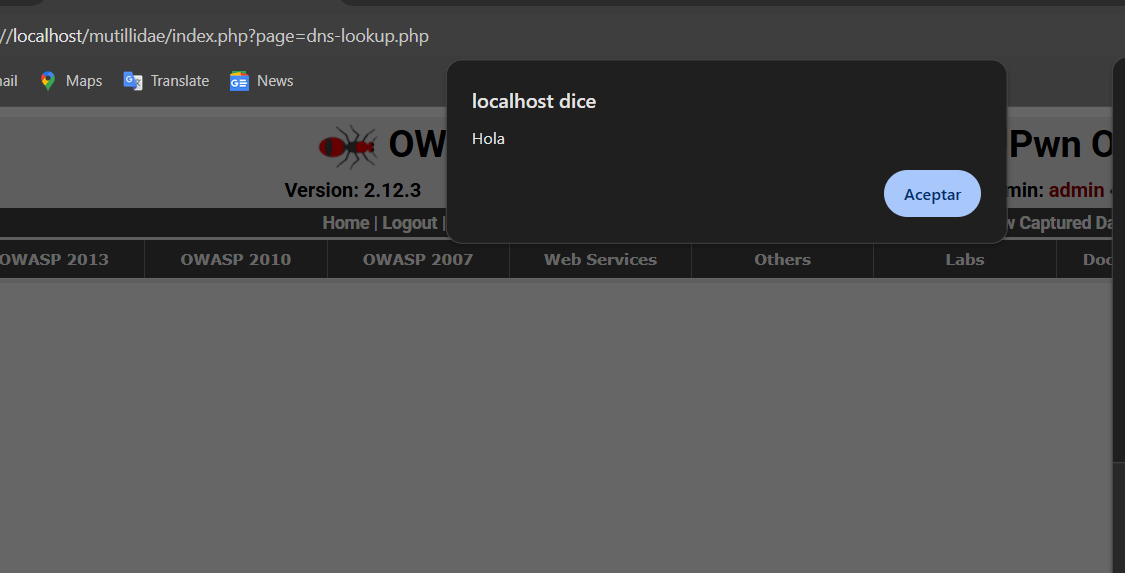 //localhost/mutillidae/index.php?page=dns-lookup.php
ail Maps Translate News
localhost dice
Hola
Aceptar
OW Pwn O
Version: 2.12.3 min: admin
Home | Logout | w Captured Da
OWASP 2013 OWASP 2010 OWASP 2007 Web Services Others Labs Doc